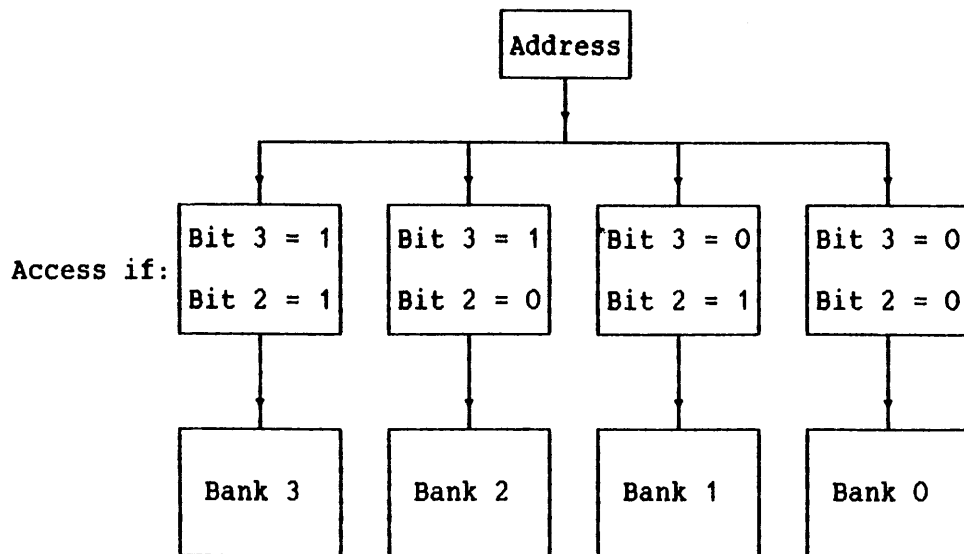 Address
Bit 3 = 1
Bit 2 = 1
Bit 3 = 1
Bit 2 = 0
Bit 3 = 0
Bit 2 = 1
Bit 3 = 0
Bit 2 = 0
Access if:
Bank 3
Bank 2
Bank 1
Bank 0